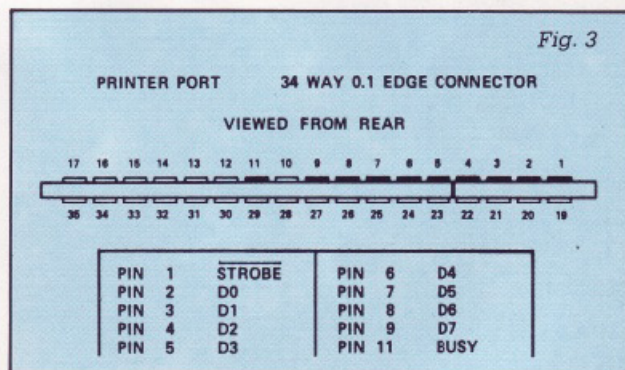 Fig. 3
PRINTER PORT 34 WAY 0.1 EDGE CONNECTOR
VIEWED FROM REAR
17 16 15 14 13 12 11 10 9 8 7 6 5 4 3 2 1
35 34 33 32 31 30 29 28 27 26 25 24 23 22 21 20 19
PIN 1 STROBE PIN 6 D4
PIN 2 D0 PIN 7 D5
PIN 3 D1 PIN 8 D6
PIN 4 D2 PIN 9 D7
PIN 5 D3 PIN 11 BUSY